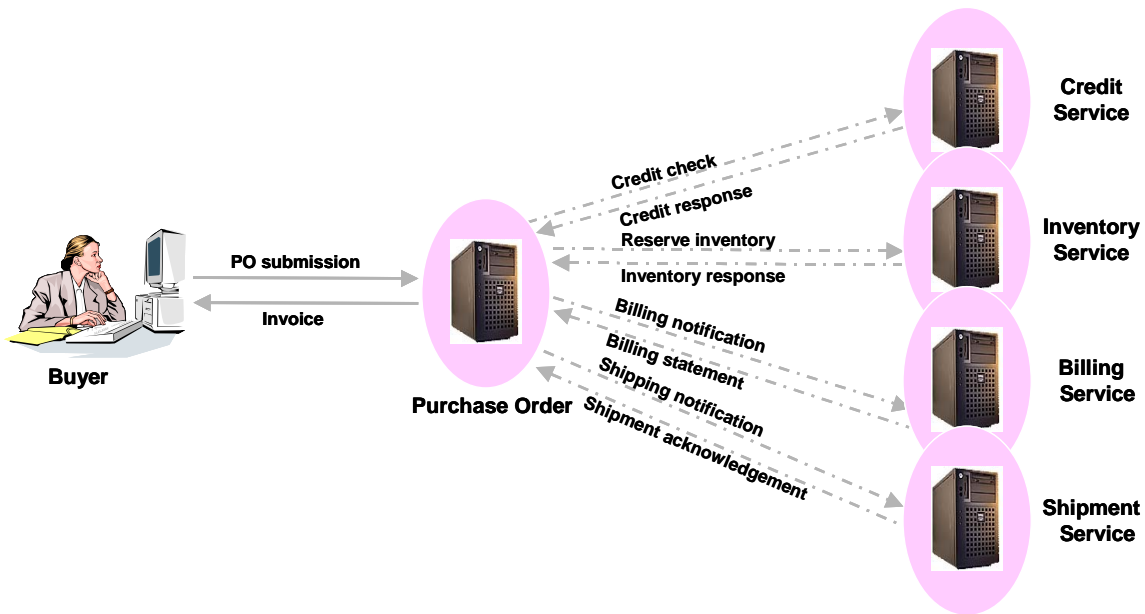 Credit
Service
Credit check
Credit response
Reserve inventory
Inventory response
Inventory
Service
PO submission
Invoice
Buyer
Purchase Order
Billing notification
Billing statement
Shipping notification
Shipment acknowledgement
Billing
Service
Shipment
Service